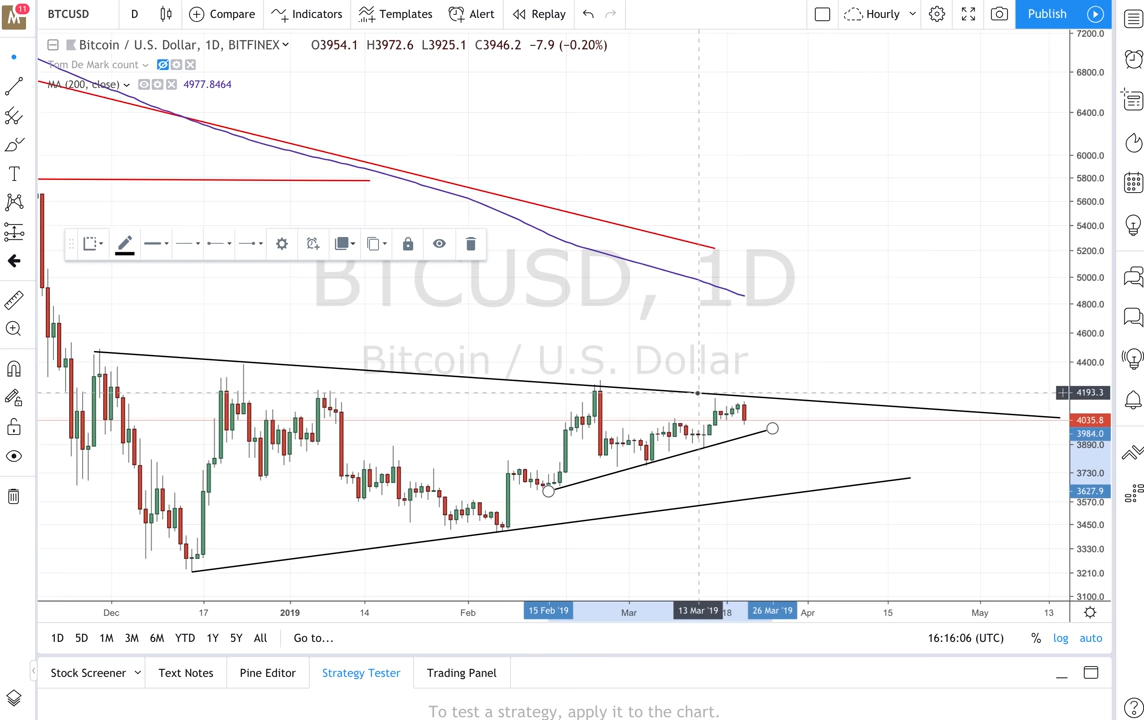 11
BTCUSD D Compare Indicators Templates Alert Replay Hourly Publish
Bitcoin / U.S. Dollar, 1D, BITFINEX O3954.1 H3972.6 L3925.1 C3946.2 −7.9 (−0.20%)
Tom De Mark count
MA (200, close) 4977.8464
BTCUSD, 1D
Bitcoin / U.S. Dollar
7200.0
6800.0
6400.0
6000.0
5800.0
5600.0
5400.0
5200.0
5000.0
4800.0
4600.0
4400.0
4193.3
4035.8
3984.0
3890.0
3730.0
3627.9
3570.0
3450.0
3330.0
3210.0
3100.0
Dec 17 2019 14 Feb 15 Feb '19 Mar 13 Mar '19 18 26 Mar '19 Apr 15 May 13
1D 5D 1M 3M 6M YTD 1Y 5Y All Go to... 16:16:06 (UTC) % log auto
Stock Screener Text Notes Pine Editor Strategy Tester Trading Panel
To test a strategy, apply it to the chart.